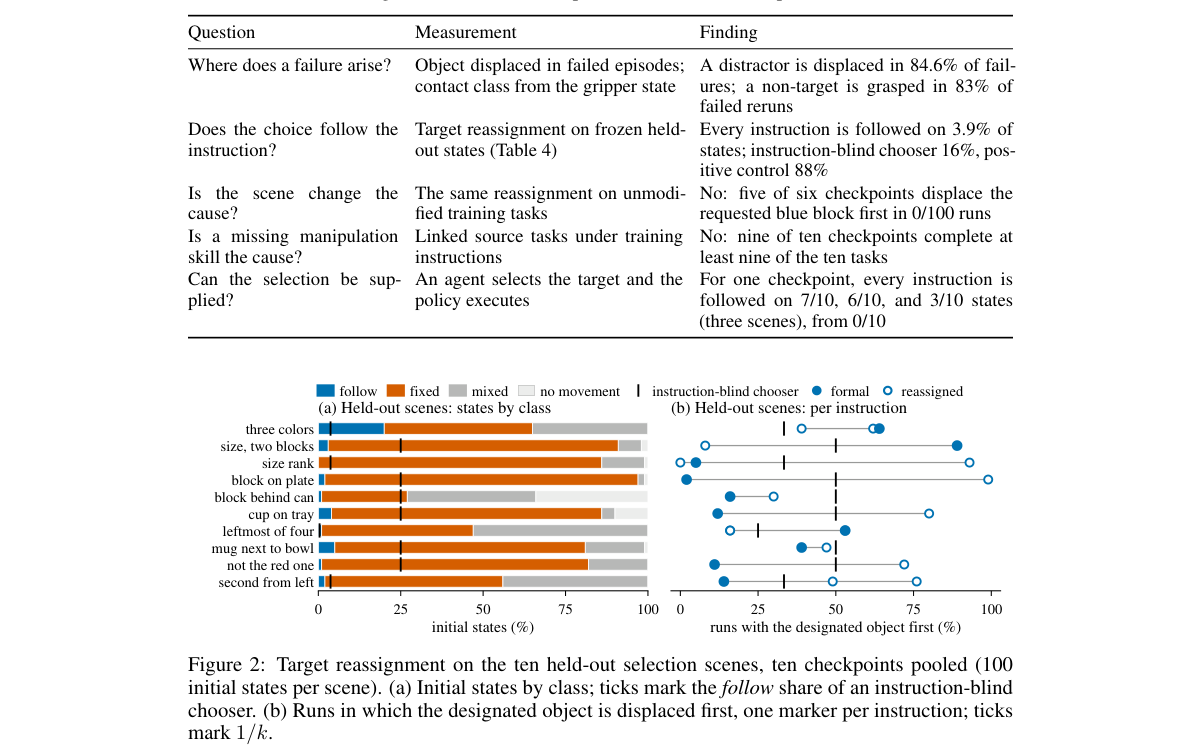 Question Measurement Finding
Where does a failure arise? Object displaced in failed episodes; A distractor is displaced in 84.6% of fail-
contact class from the gripper state ures; a non-target is grasped in 83% of
failed reruns
Does the choice follow the Target reassignment on frozen held- Every instruction is followed on 3.9% of
instruction? out states (Table 4) states; instruction-blind chooser 16%, pos-
itive control 88%
Is the scene change the The same reassignment on unmodi- No: five of six checkpoints displace the
cause? fied training tasks requested blue block first in 0/100 runs
Is a missing manipulation Linked source tasks under training No: nine of ten checkpoints complete at
skill the cause? instructions least nine of the ten tasks
Can the selection be sup- An agent selects the target and the For one checkpoint, every instruction is
plied? policy executes followed on 7/10, 6/10, and 3/10 states
(three scenes), from 0/10
follow fixed mixed no movement instruction-blind chooser formal reassigned
(a) Held-out scenes: states by class (b) Held-out scenes: per instruction
three colors
size, two blocks
size rank
block on plate
block behind can
cup on tray
leftmost of four
mug next to bowl
not the red one
second from left
0 25 50 75 100 0 25 50 75 100
initial states (%) runs with the designated object first (%)
Figure 2: Target reassignment on the ten held-out selection scenes, ten checkpoints pooled (100
initial states per scene). (a) Initial states by class; ticks mark the follow share of an instruction-blind
chooser. (b) Runs in which the designated object is displaced first, one marker per instruction; ticks
mark 1/k.